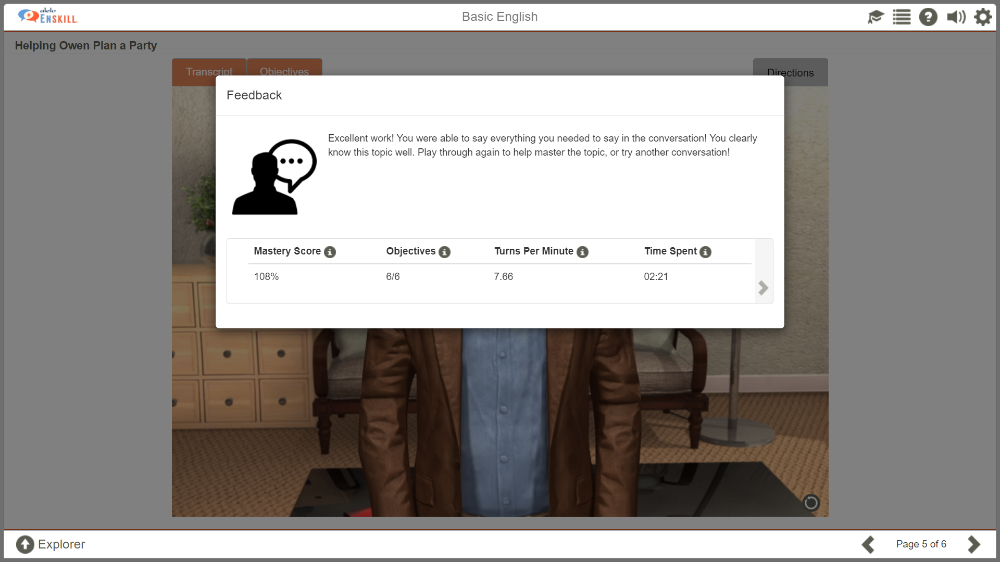 alelo
ENSKILL.
Basic English
Helping Owen Plan a Party
Transcript
Objectives
Directions
Feedback
Excellent work! You were able to say everything you needed to say in the conversation! You clearly
know this topic well. Play through again to help master the topic, or try another conversation!
Mastery Score Objectives Turns Per Minute Time Spent
108% 6/6 7.66 02:21
Explorer
Page 5 of 6